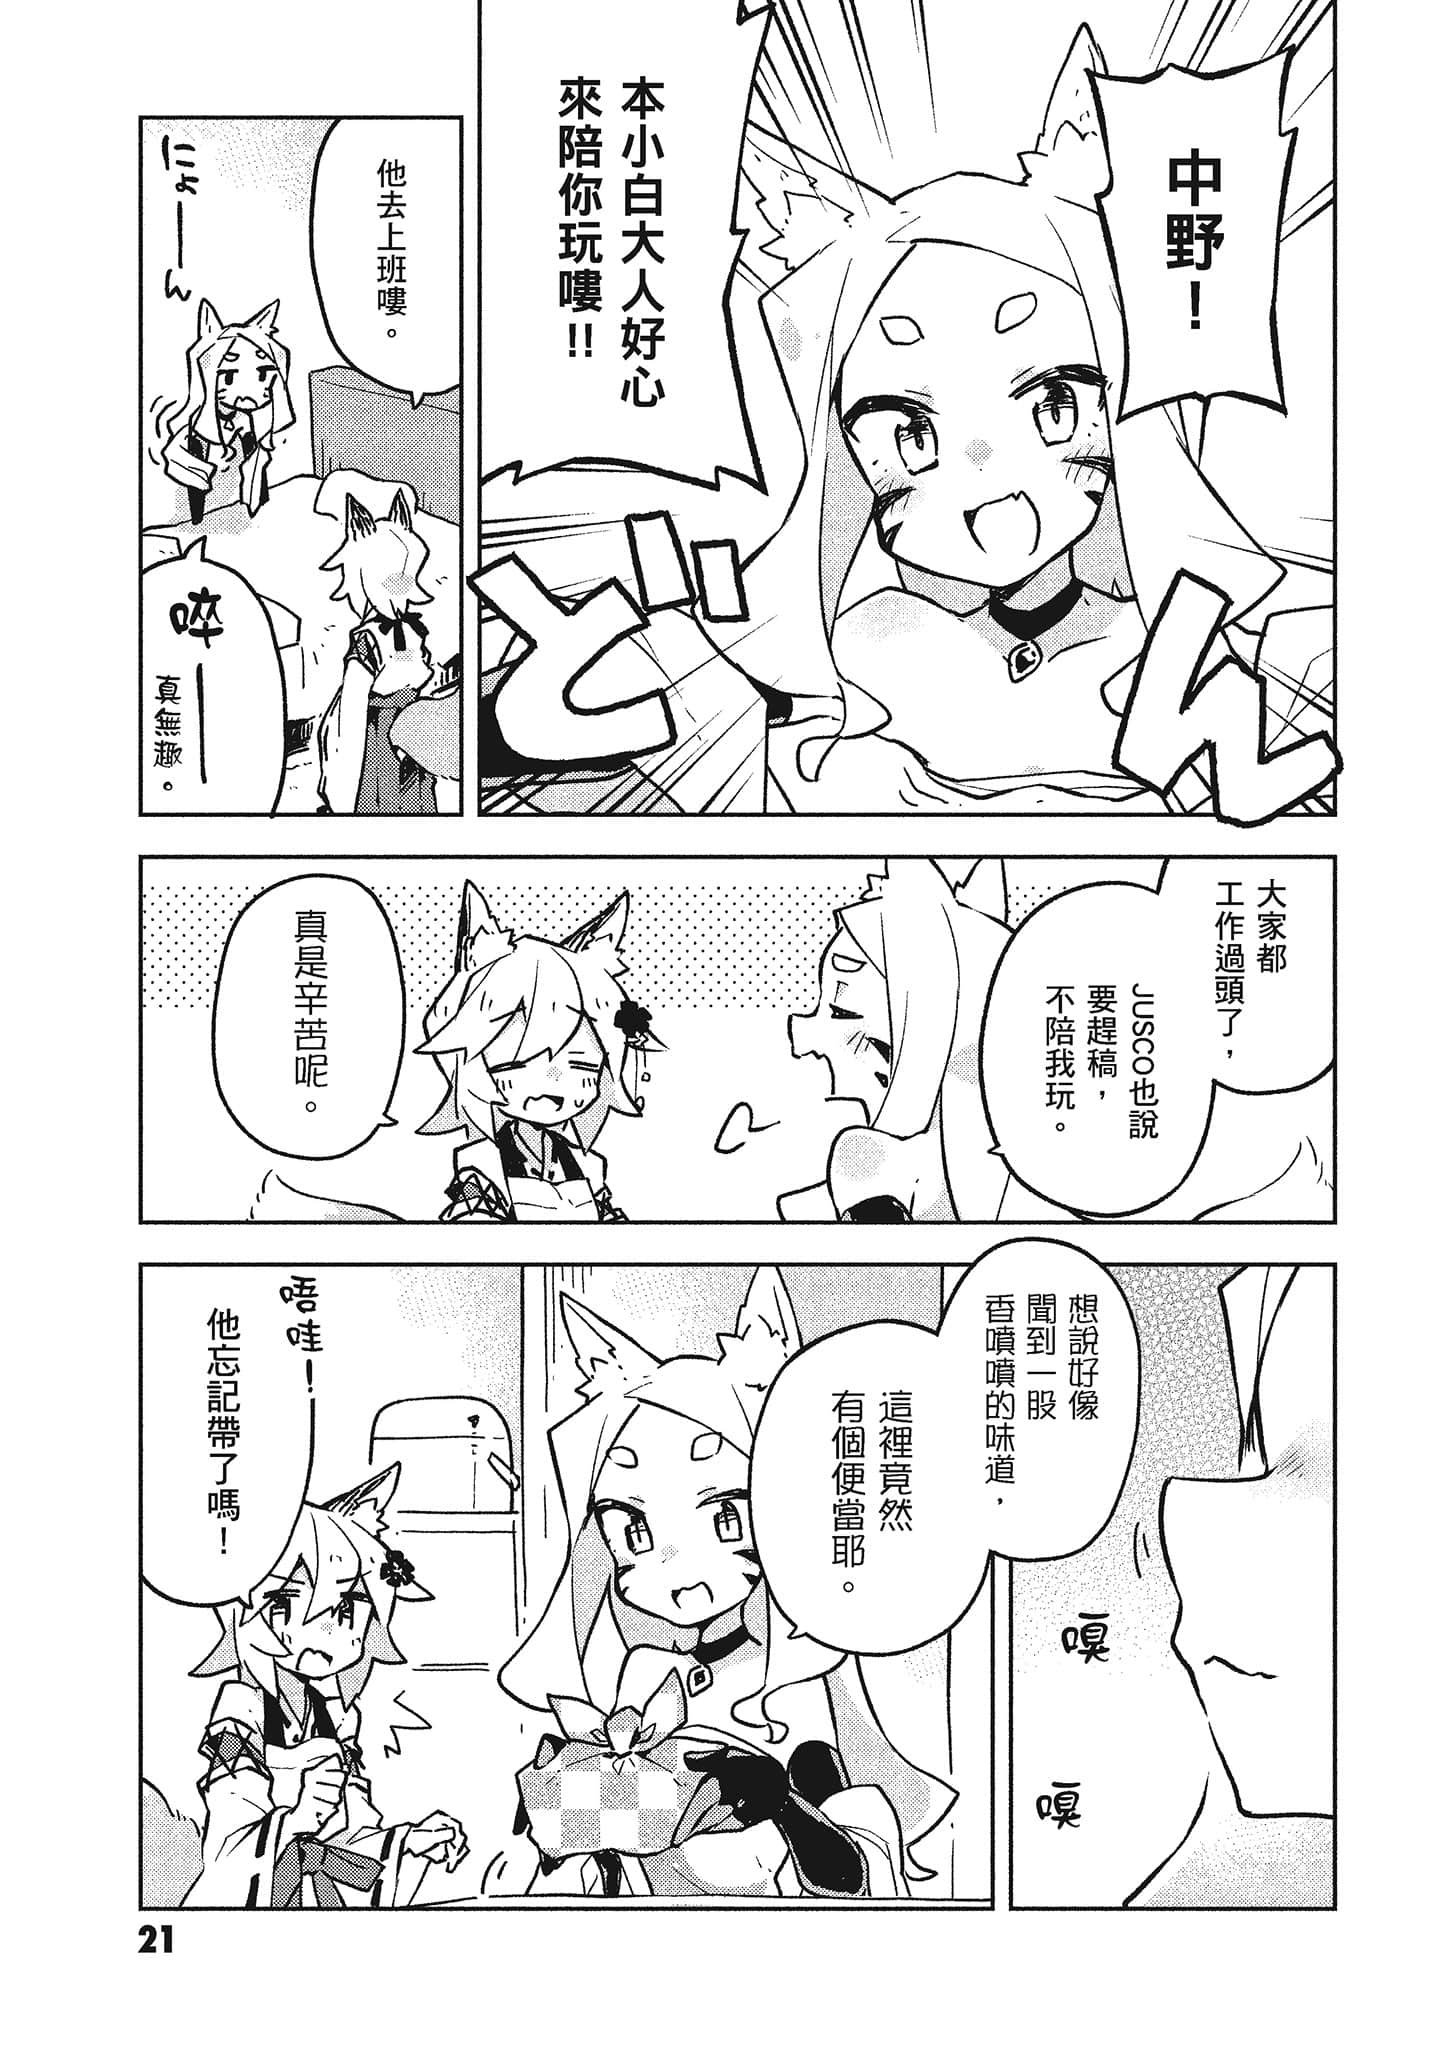 中野！
本小白大人好心
來陪你玩嘍!!
どーん
他去上班嘍。
にょーーん
啐——
真無趣。
大家都
工作過頭了，
JUSCO也說
要趕稿，
不陪我玩。
真是辛苦呢。
想說好像
聞到一股
香噴噴的味道，
嗅
嗅
這裡竟然
有個便當耶。
唔哇！
他忘記帶了嗎！
21